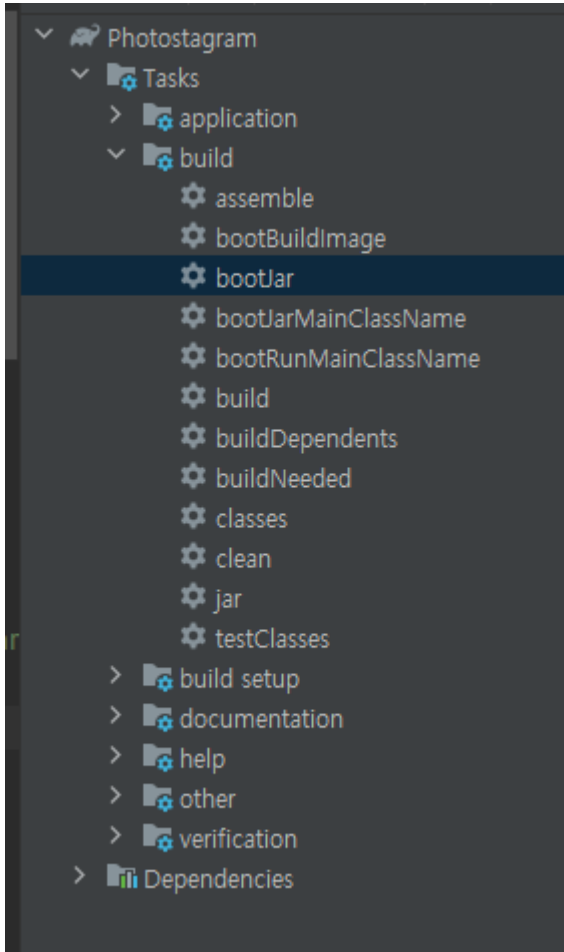 Photostagram
Tasks
application
build
assemble
bootBuildImage
bootJar
bootJarMainClassName
bootRunMainClassName
build
buildDependents
buildNeeded
classes
clean
jar
testClasses
build setup
documentation
help
other
verification
Dependencies